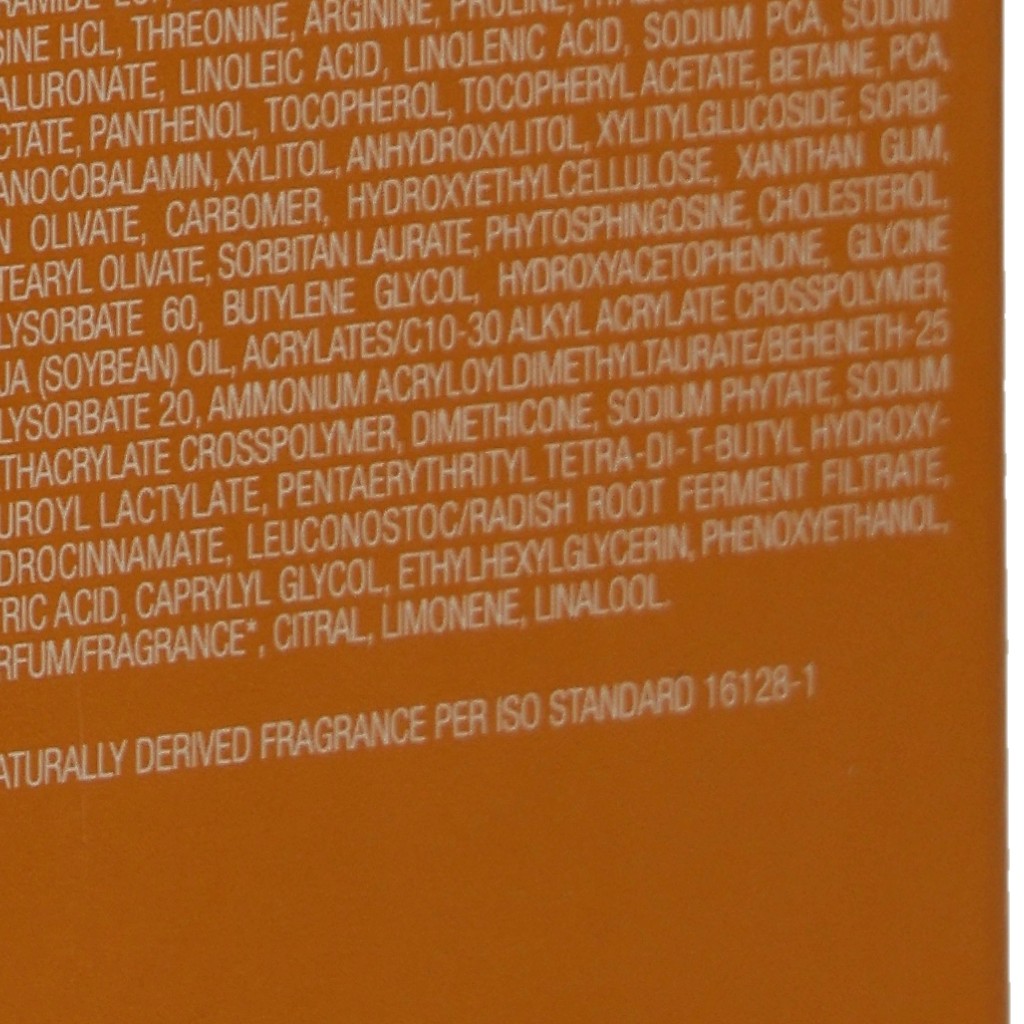 SINE HCL, THREONINE, ARGININE, PROLINE,
ALURONATE, LINOLEIC ACID, LINOLENIC ACID, SODIUM PCA, SODIUM
CTATE, PANTHENOL, TOCOPHEROL, TOCOPHERYL ACETATE, BETAINE, PCA,
ANOCOBALAMIN, XYLITOL, ANHYDROXYLITOL, XYLITYLGLUCOSIDE, SORBI-
N OLIVATE, CARBOMER, HYDROXYETHYLCELLULOSE, XANTHAN GUM,
TEARYL OLIVATE, SORBITAN LAURATE, PHYTOSPHINGOSINE, CHOLESTEROL,
LYSORBATE 60, BUTYLENE GLYCOL, HYDROXYACETOPHENONE, GLYCINE
JA (SOYBEAN) OIL, ACRYLATES/C10-30 ALKYL ACRYLATE CROSSPOLYMER,
LYSORBATE 20, AMMONIUM ACRYLOYLDIMETHYLTAURATE/BEHENETH-25
THACRYLATE CROSSPOLYMER, DIMETHICONE, SODIUM PHYTATE, SODIUM
UROYL LACTYLATE, PENTAERYTHRITYL TETRA-DI-T-BUTYL HYDROXY-
DROCINNAMATE, LEUCONOSTOC/RADISH ROOT FERMENT FILTRATE,
TRIC ACID, CAPRYLYL GLYCOL, ETHYLHEXYLGLYCERIN, PHENOXYETHANOL,
RFUM/FRAGRANCE*, CITRAL, LIMONENE, LINALOOL.
ATURALLY DERIVED FRAGRANCE PER ISO STANDARD 16128-1